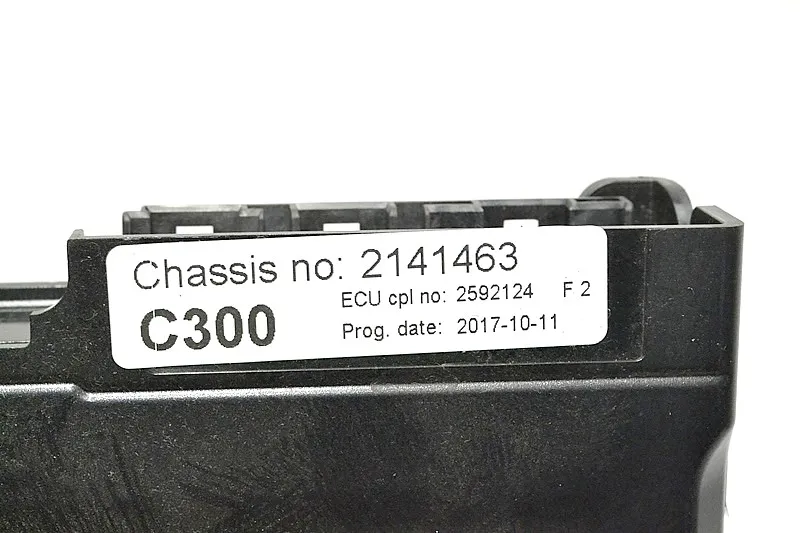 Chassis no: 2141463
C300
ECU cpl no: 2592124 F 2
Prog. date: 2017-10-11